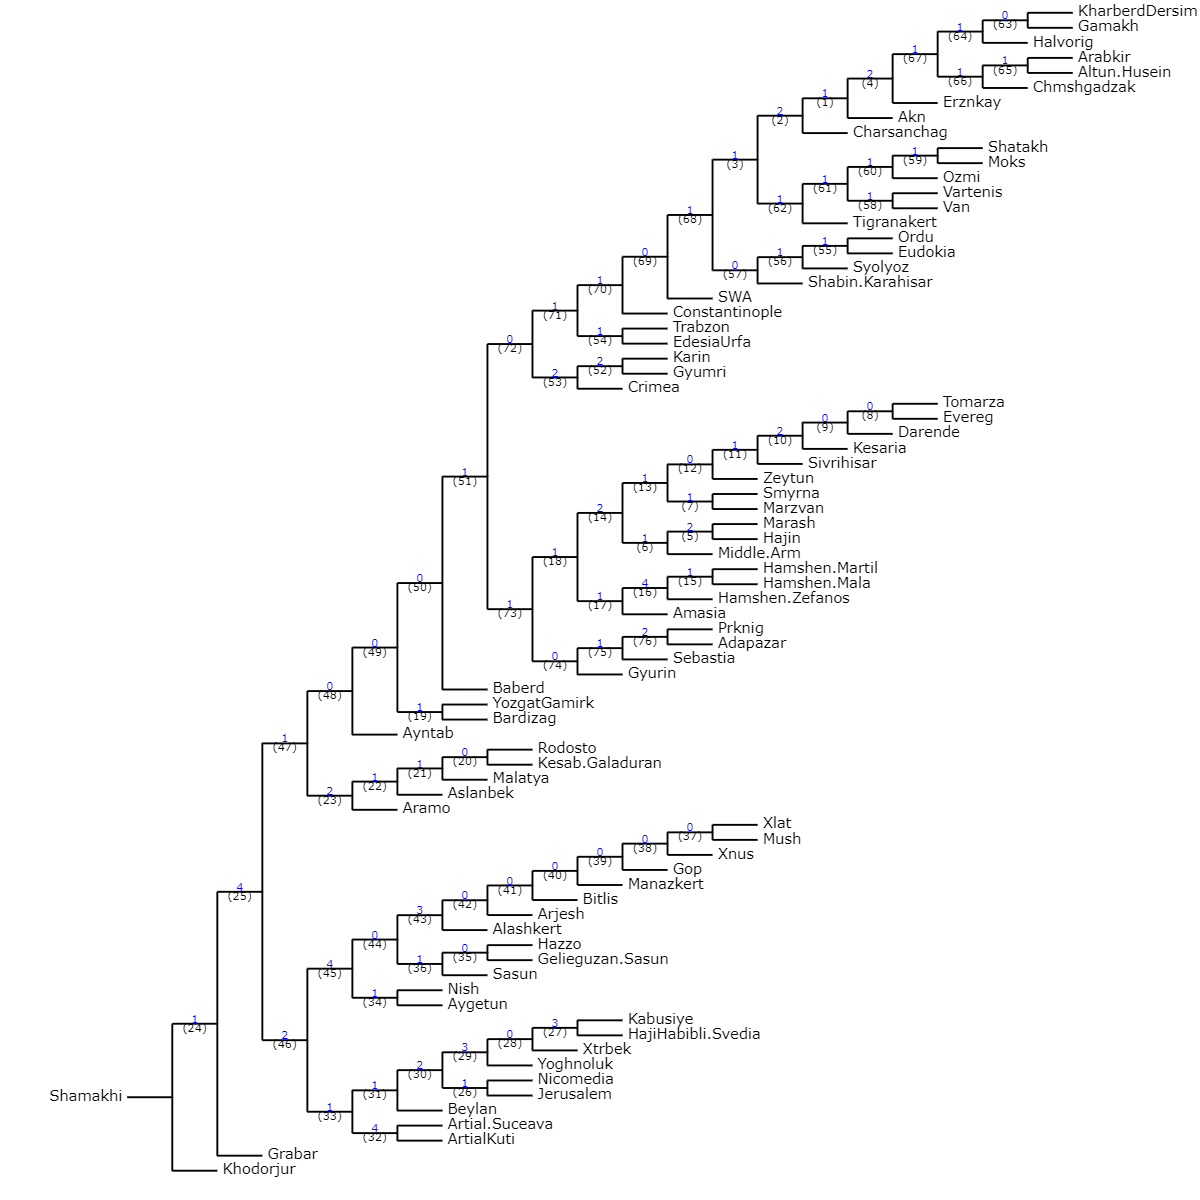 KharberdDersim
0
(63)
Gamakh
1
(64)
Halvorig
1
(67)
Arabkir
1
(65)
Altun.Husein
1
(66)
Chmshgadzak
2
(4)
Erznkay
1
(1)
Akn
2
(2)
Charsanchag
Shatakh
1
(59)
Moks
1
(3)
1
(60)
Ozmi
1
(61)
Vartenis
1
(58)
Van
1
(62)
Tigranakert
1
(68)
Ordu
1
(55)
Eudokia
0
(69)
1
(56)
Syolyoz
0
(57)
Shabin.Karahisar
1
(70)
SWA
1
(71)
Constantinople
Trabzon
1
(54)
EdesiaUrfa
0
(72)
Karin
2
(52)
Gyumri
2
(53)
Crimea
Tomarza
0
(8)
Evereg
0
(9)
Darende
2
(10)
Kesaria
1
(11)
Sivrihisar
0
(12)
1
(51)
1
(13)
Zeytun
Smyrna
1
(7)
Marzvan
2
(14)
Marash
2
(5)
Hajin
1
(6)
Middle.Arm
1
(18)
Hamshen.Martil
1
(15)
Hamshen.Mala
0
(50)
4
(16)
Hamshen.Zefanos
1
(17)
Amasia
1
(73)
Prknig
2
(76)
Adapazar
0
(49)
1
(75)
Sebastia
0
(74)
Gyurin
0
(48)
Baberd
YozgatGamirk
1
(19)
Bardizag
Ayntab
1
(47)
Rodosto
0
(20)
Kesab.Galaduran
1
(21)
Malatya
1
(22)
Aslanbek
2
(23)
Aramo
Xlat
0
(37)
Mush
0
(38)
Xnus
0
(39)
Gop
0
(40)
Manazkert
4
(25)
0
(41)
Bitlis
0
(42)
Arjesh
3
(43)
Alashkert
0
(44)
Hazzo
0
(35)
Gelieguzan.Sasun
1
(36)
Sasun
4
(45)
Nish
1
(34)
Aygetun
1
(24)
Kabusiye
3
(27)
HajiHabibli.Svedia
2
(46)
0
(28)
Xtrbek
3
(29)
Yoghnoluk
2
(30)
Nicomedia
1
(26)
Jerusalem
1
(31)
Shamakhi
Beylan
1
(33)
Artial.Suceava
4
(32)
ArtialKuti
Grabar
Khodorjur